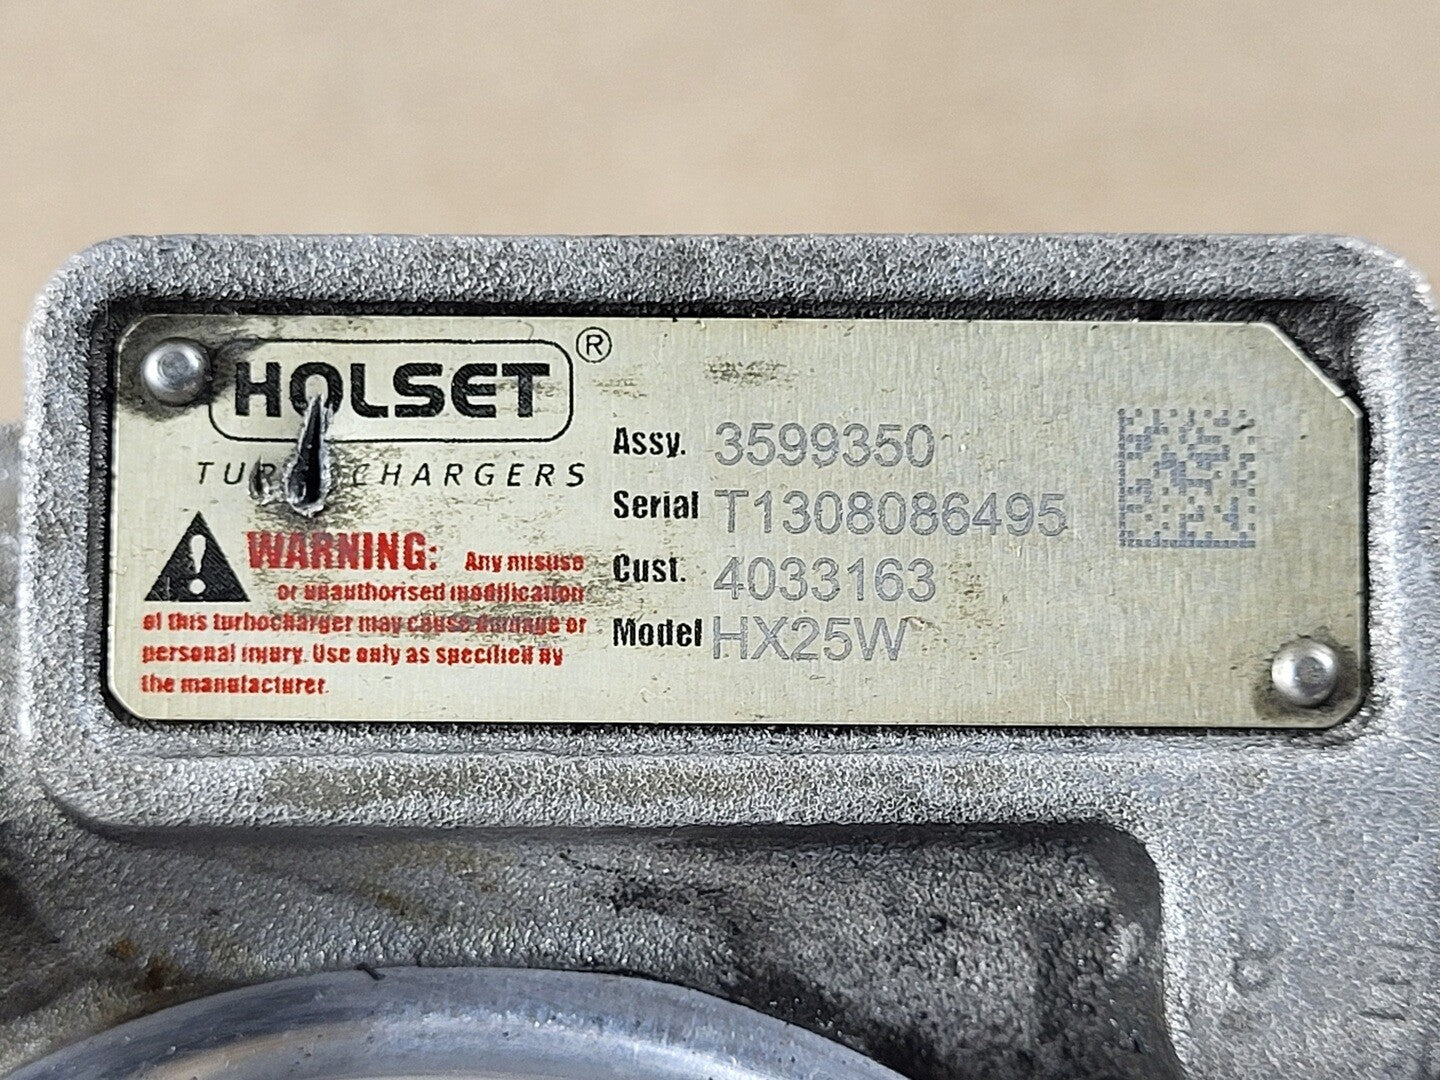 HOLSET ®
TURBOCHARGERS
WARNING: Any misuse
or unauthorised modification
of this turbocharger may cause damage or
personal injury. Use only as specified by
the manufacturer.
Assy. 3599350
Serial T1308086495
Cust. 4033163
Model HX25W